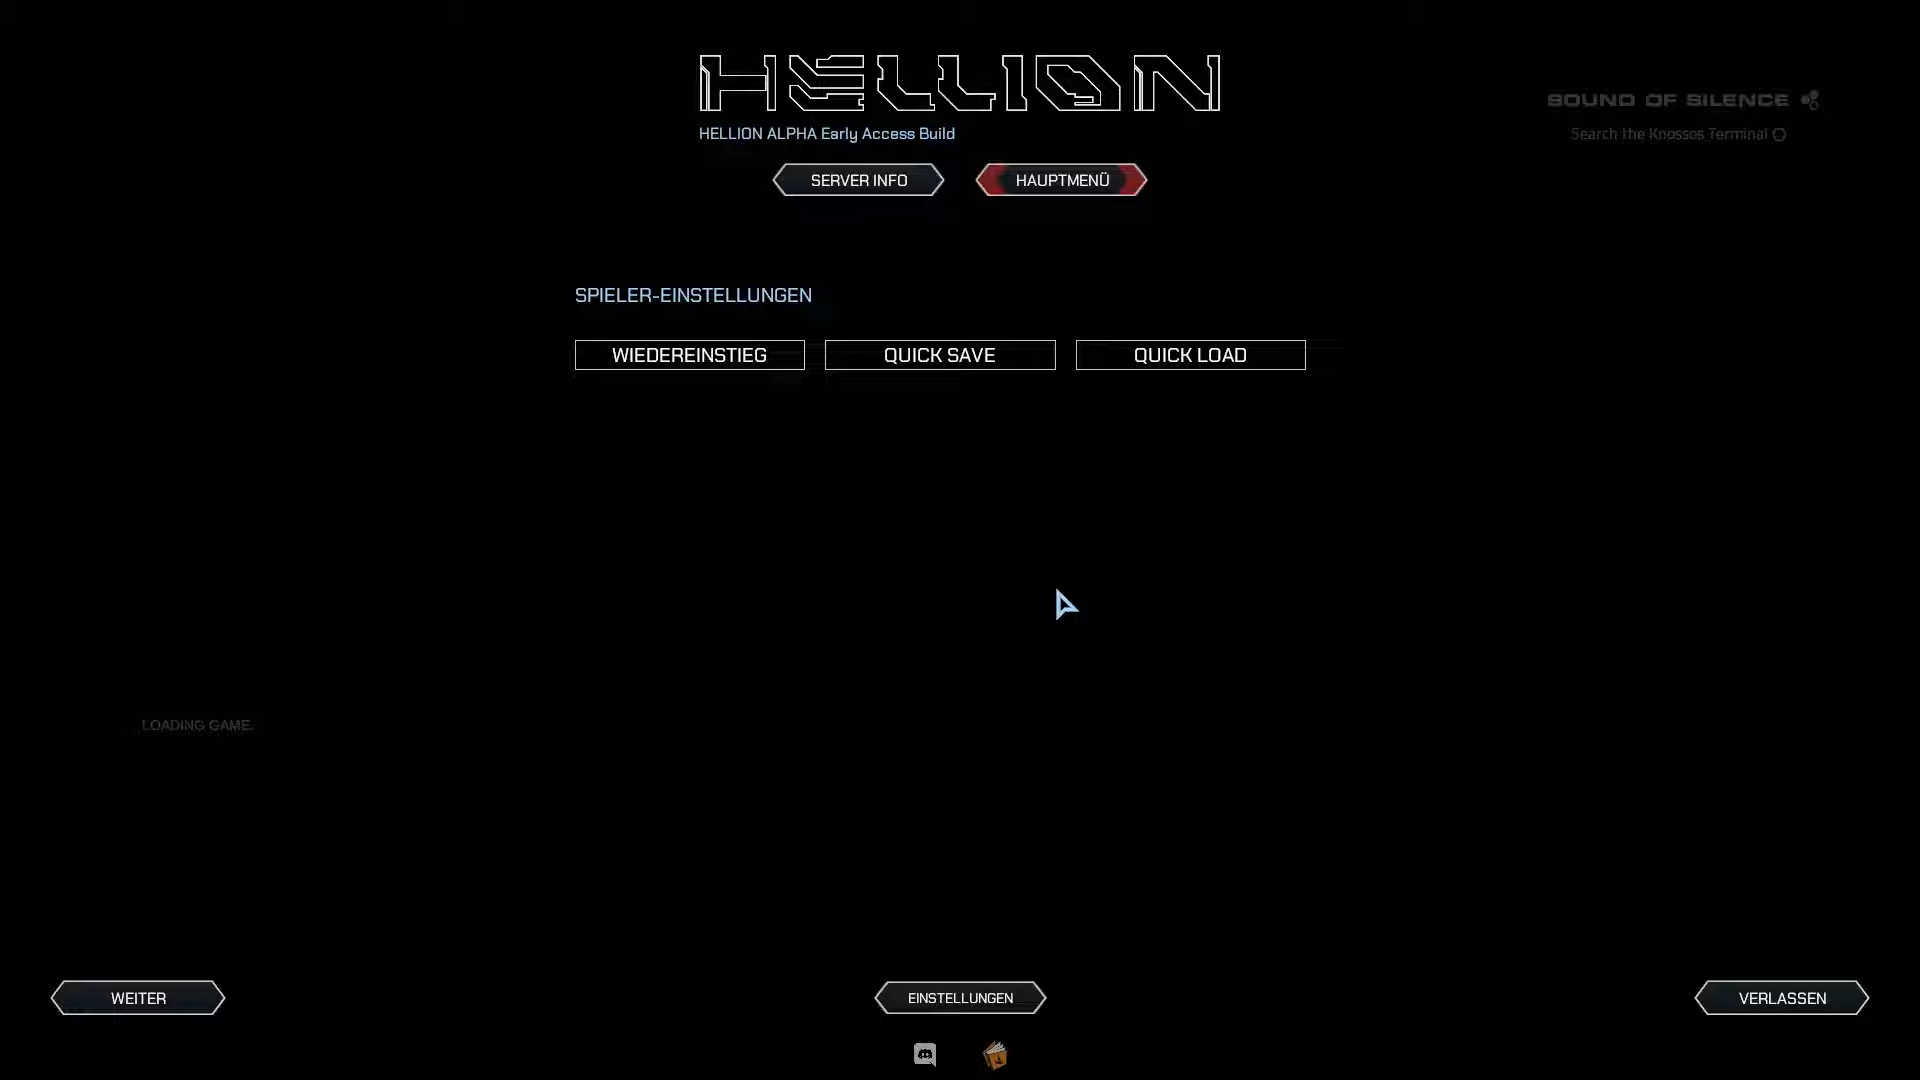 HELLION
HELLION ALPHA Early Access Build
SOUND OF SILENCE
Search the Knossos Terminal
SERVER INFO
HAUPTMENÜ
SPIELER-EINSTELLUNGEN
WIEDEREINSTIEG
QUICK SAVE
QUICK LOAD
LOADING GAME.
WEITER
EINSTELLUNGEN
VERLASSEN